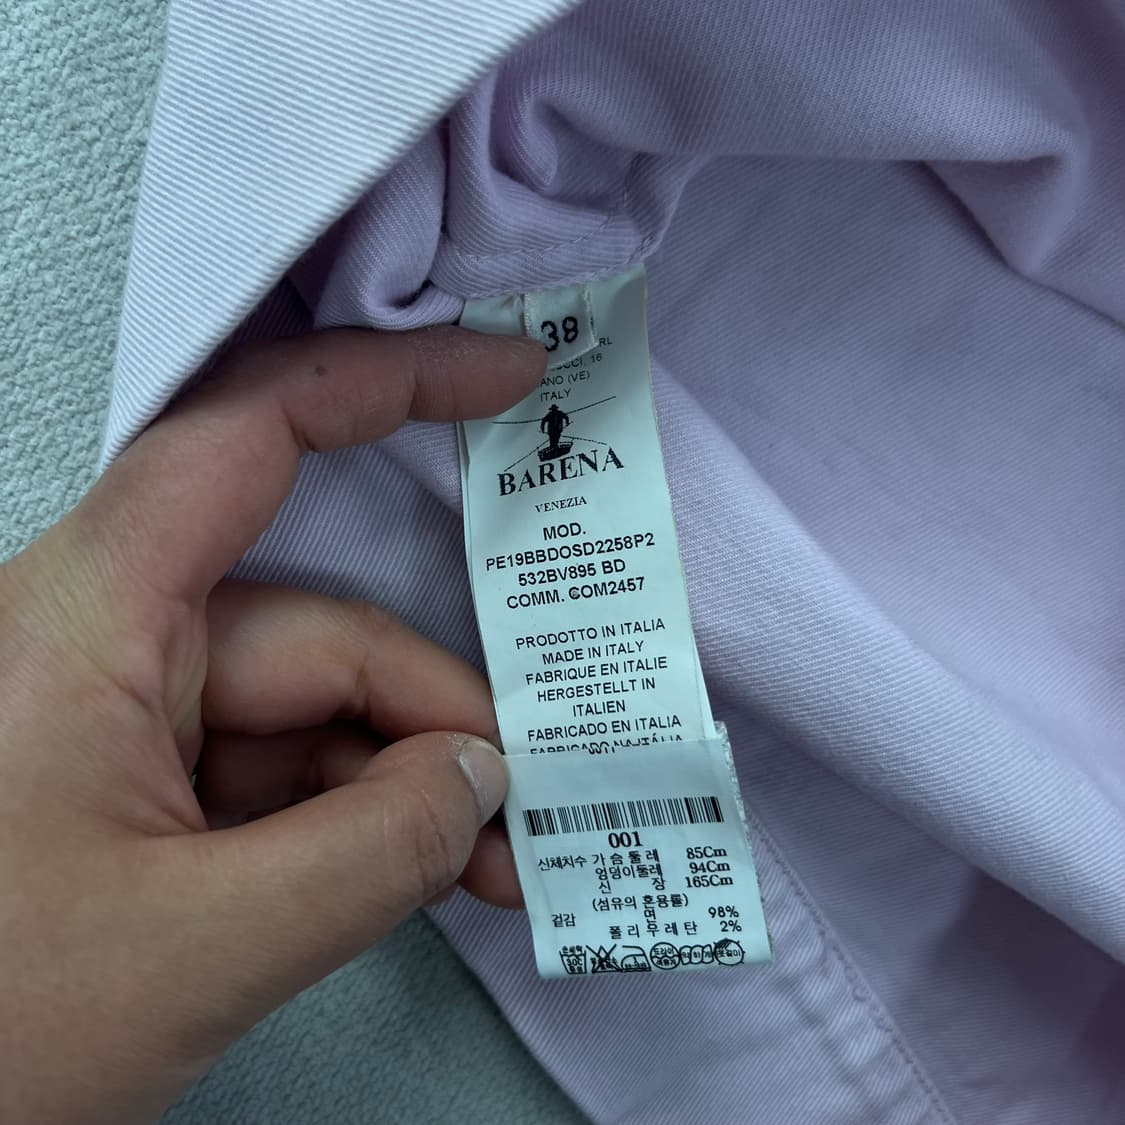 38
RL
16
(VE)
ITALY
BARENA
VENEZIA
MOD.
PE19BBDOSD2258P2
532BV895 BD
COMM. COM2457
PRODOTTO IN ITALIA
MADE IN ITALY
FABRIQUE EN ITALIE
HERGESTELLT IN
ITALIEN
FABRICADO EN ITALIA
001
신체치수 가 슴 둘 레 85Cm
엉덩이둘레 94Cm
신 장 165Cm
(섬유의 혼용률)
겉감 면 98%
폴 리 우 레 탄 2%